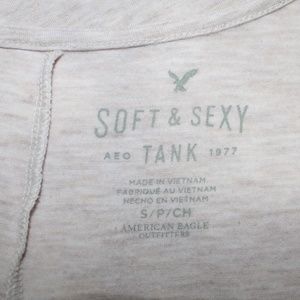 SOFT & SEXY
AEO TANK 1977
MADE IN VIETNAM
FABRIQUÉ AU VIETNAM
HECHO EN VIETNAM
S/P/CH
AMERICAN EAGLE
OUTFITTERS